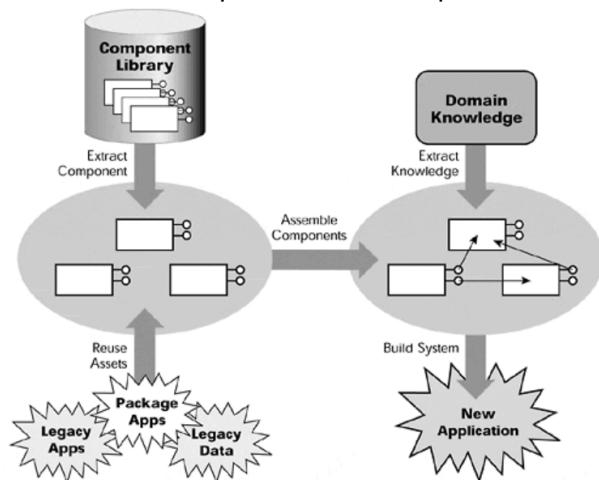 Component
Library
Extract
Component
Domain
Knowledge
Extract
Knowledge
Assemble
Components
Reuse
Assets
Build System
Package
Apps
Legacy
Apps
Legacy
Data
New
Application